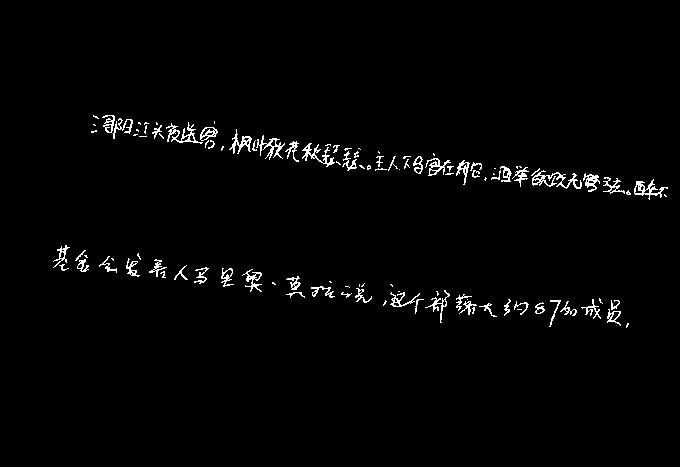 浔阳江头夜送客，枫叶荻花秋瑟瑟。主人下马客在船，酒举欲饮无管弦。醉不
基金会发言人马里奥·莫拉说，这个部落大约87名成员，